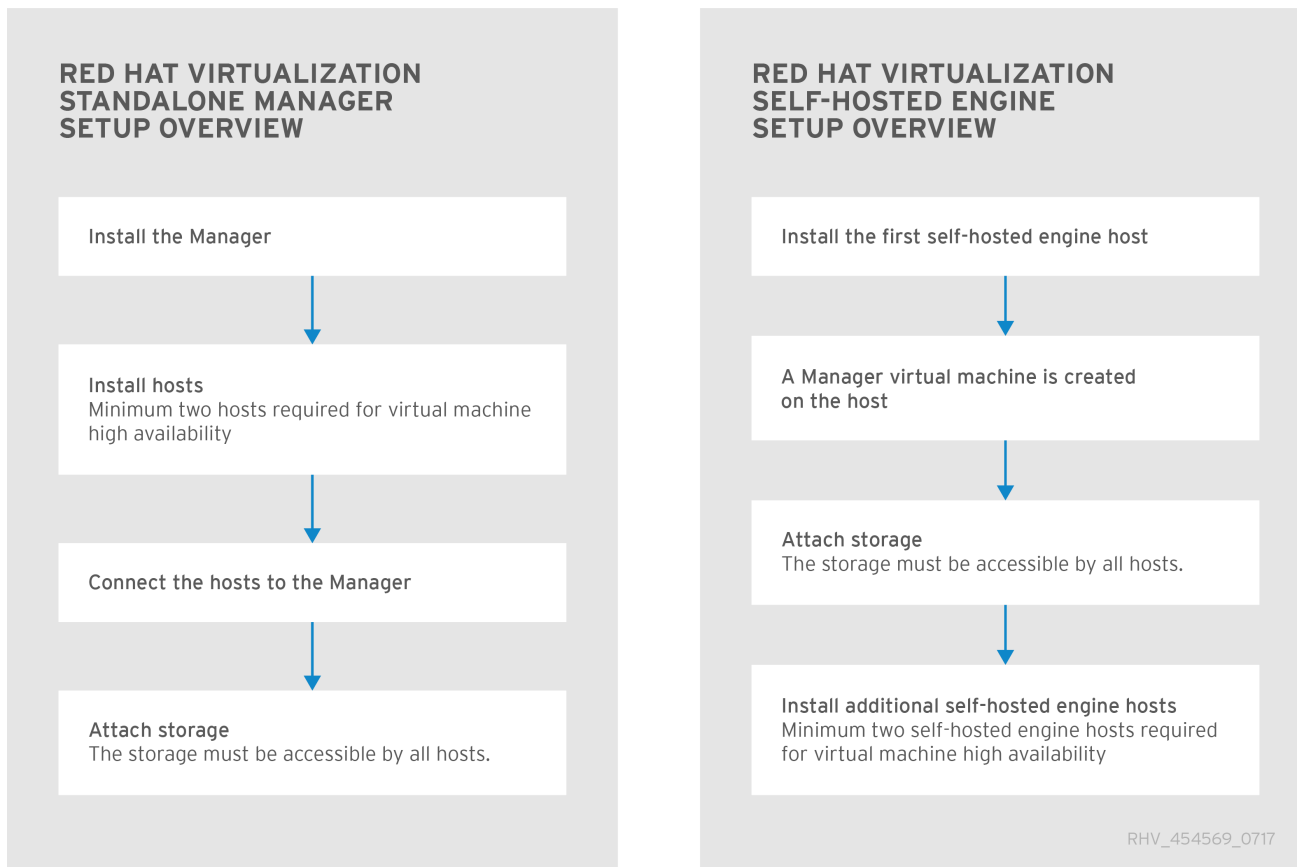 RED HAT VIRTUALIZATION
STANDALONE MANAGER
SETUP OVERVIEW
Install the Manager
Install hosts
Minimum two hosts required for virtual machine
high availability
Connect the hosts to the Manager
Attach storage
The storage must be accessible by all hosts.
RED HAT VIRTUALIZATION
SELF-HOSTED ENGINE
SETUP OVERVIEW
Install the first self-hosted engine host
A Manager virtual machine is created
on the host
Attach storage
The storage must be accessible by all hosts.
Install additional self-hosted engine hosts
Minimum two self-hosted engine hosts required
for virtual machine high availability
RHV_454569_0717